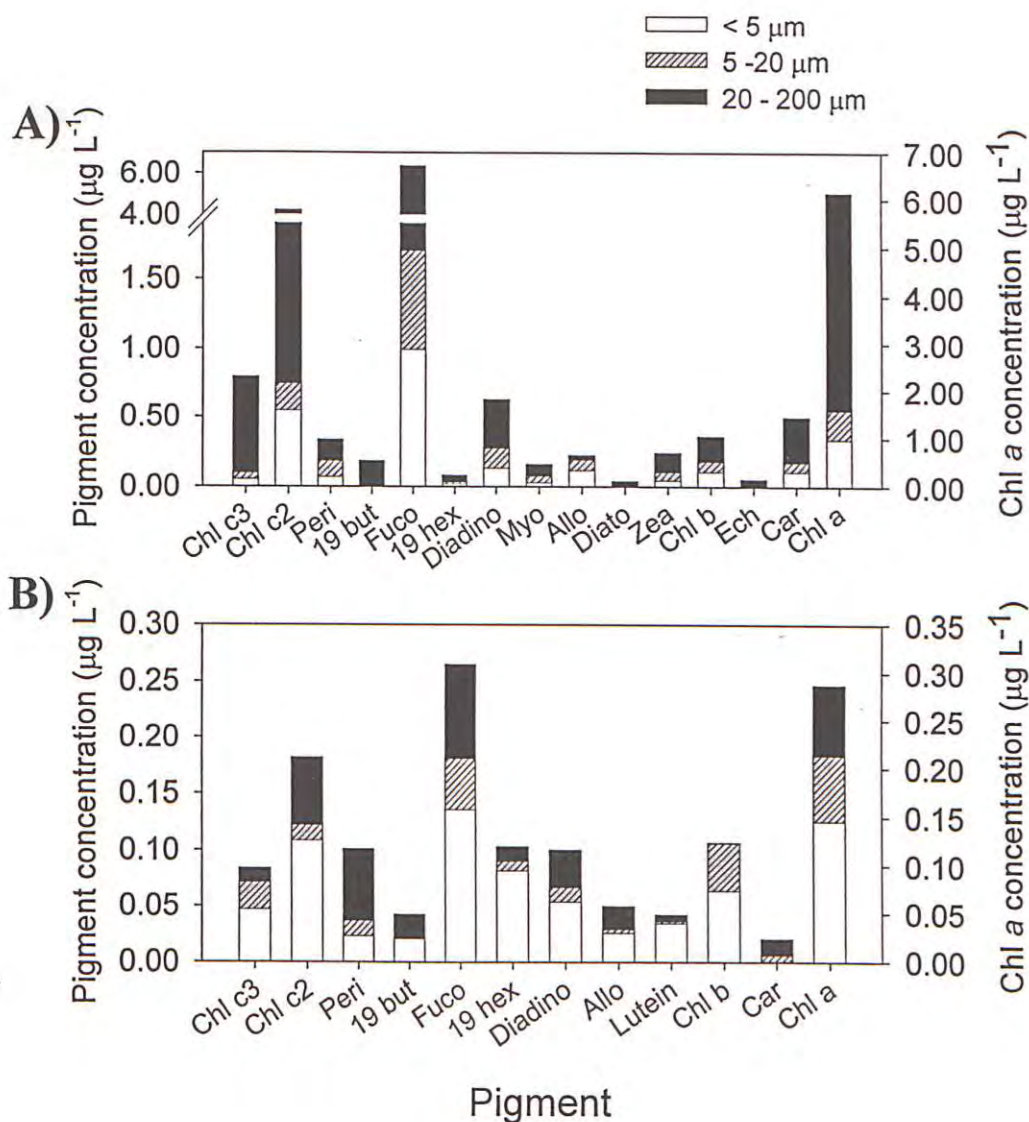 < 5 μm
5 -20 μm
20 - 200 μm
A)
Pigment concentration (μg L⁻¹)
6.00
4.00
1.50
1.00
0.50
0.00
7.00
6.00
5.00
4.00
3.00
2.00
1.00
0.00
Chl a concentration (μg L⁻¹)
Chl c3
Chl c2
Peri
19 but
Fuco
19 hex
Diadino
Myo
Allo
Diato
Zea
Chl b
Ech
Car
Chl a
B)
Pigment concentration (μg L⁻¹)
0.30
0.25
0.20
0.15
0.10
0.05
0.00
0.35
0.30
0.25
0.20
0.15
0.10
0.05
0.00
Chl a concentration (μg L⁻¹)
Chl c3
Chl c2
Peri
19 but
Fuco
19 hex
Diadino
Allo
Lutein
Chl b
Car
Chl a
Pigment